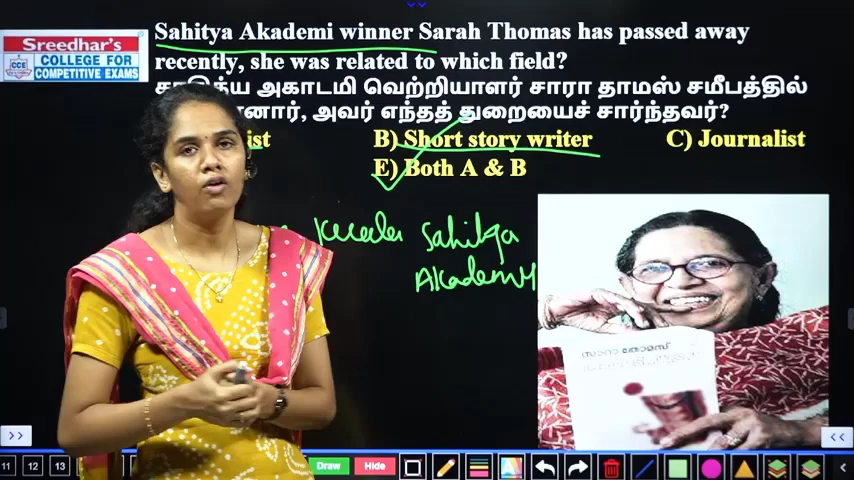 Sahitya Akademi winner Sarah Thomas has passed away
Sreedhar's
CCE
COLLEGE FOR
COMPETITIVE EXAMS
recently, she was related to which field?
அகாடமி வெற்றியாளர் சாரா தாமஸ் சமீபத்தில்
அவர் எந்தத் துறையைச் சார்ந்தவர்?
ist B) Short story writer C) Journalist
E) Both A & B
Kerala Sahitya
Akademy
സാറാ തോമസ്
>>
<<
11 12 13 Draw Hide